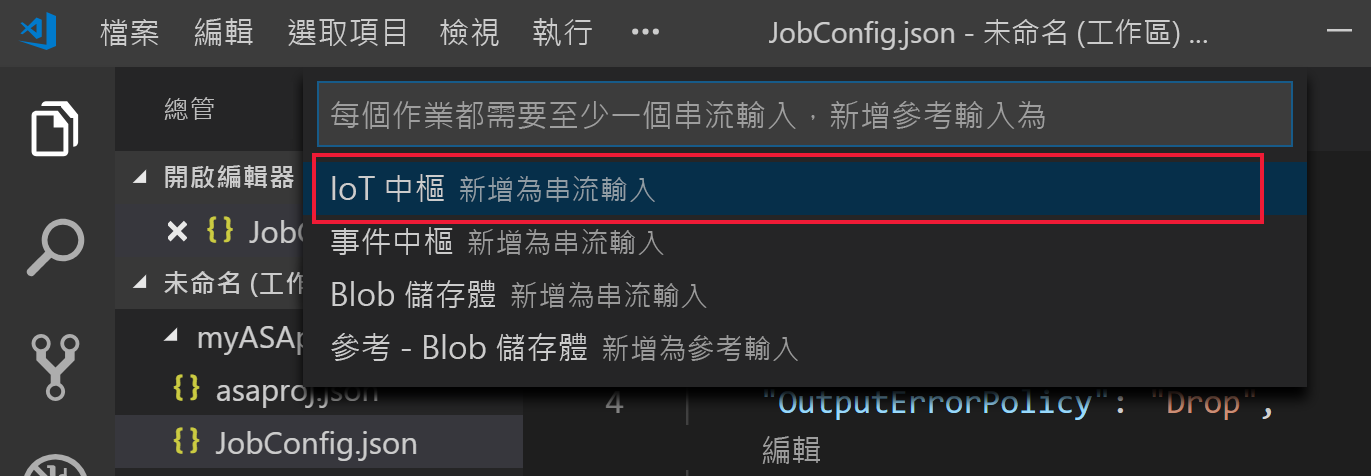 檔案 編輯 選取項目 檢視 執行 ••• JobConfig.json - 未命名 (工作區) ...
總管
每個作業都需要至少一個串流輸入，新增參考輸入為
開啟編輯器
IoT 中樞 新增為串流輸入
事件中樞 新增為串流輸入
未命名 (工作
Blob 儲存體 新增為串流輸入
參考 - Blob 儲存體 新增為參考輸入
{} asaproj.json
4 "OutputErrorPolicy": "Drop",
{} JobConfig.json
編輯